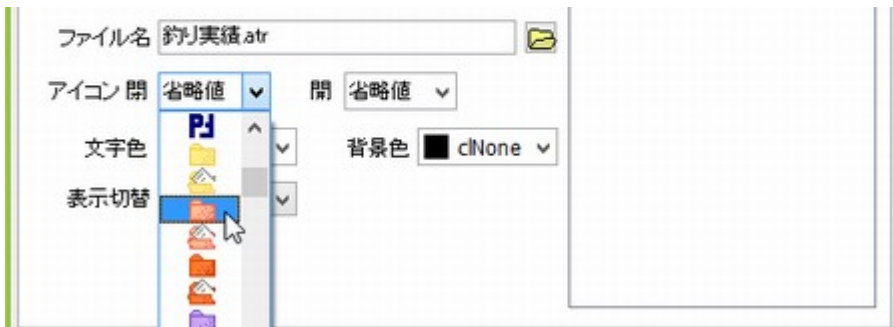 ファイル名 釣り実績.atr
アイコン 閉 省略値 開 省略値
文字色 背景色 clNone
表示切替